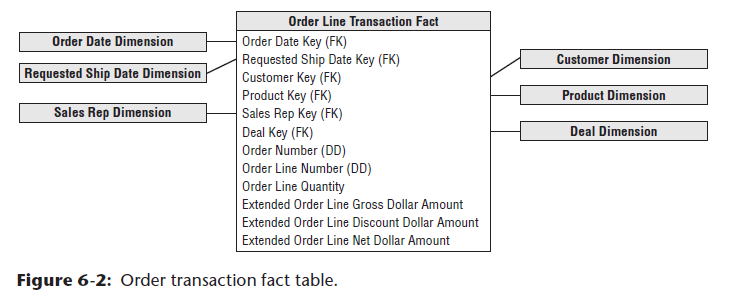 Order Line Transaction Fact
Order Date Dimension
Requested Ship Date Dimension
Sales Rep Dimension
Order Date Key (FK)
Requested Ship Date Key (FK)
Customer Key (FK)
Product Key (FK)
Sales Rep Key (FK)
Deal Key (FK)
Order Number (DD)
Order Line Number (DD)
Order Line Quantity
Extended Order Line Gross Dollar Amount
Extended Order Line Discount Dollar Amount
Extended Order Line Net Dollar Amount
Customer Dimension
Product Dimension
Deal Dimension
Figure 6-2: Order transaction fact table.